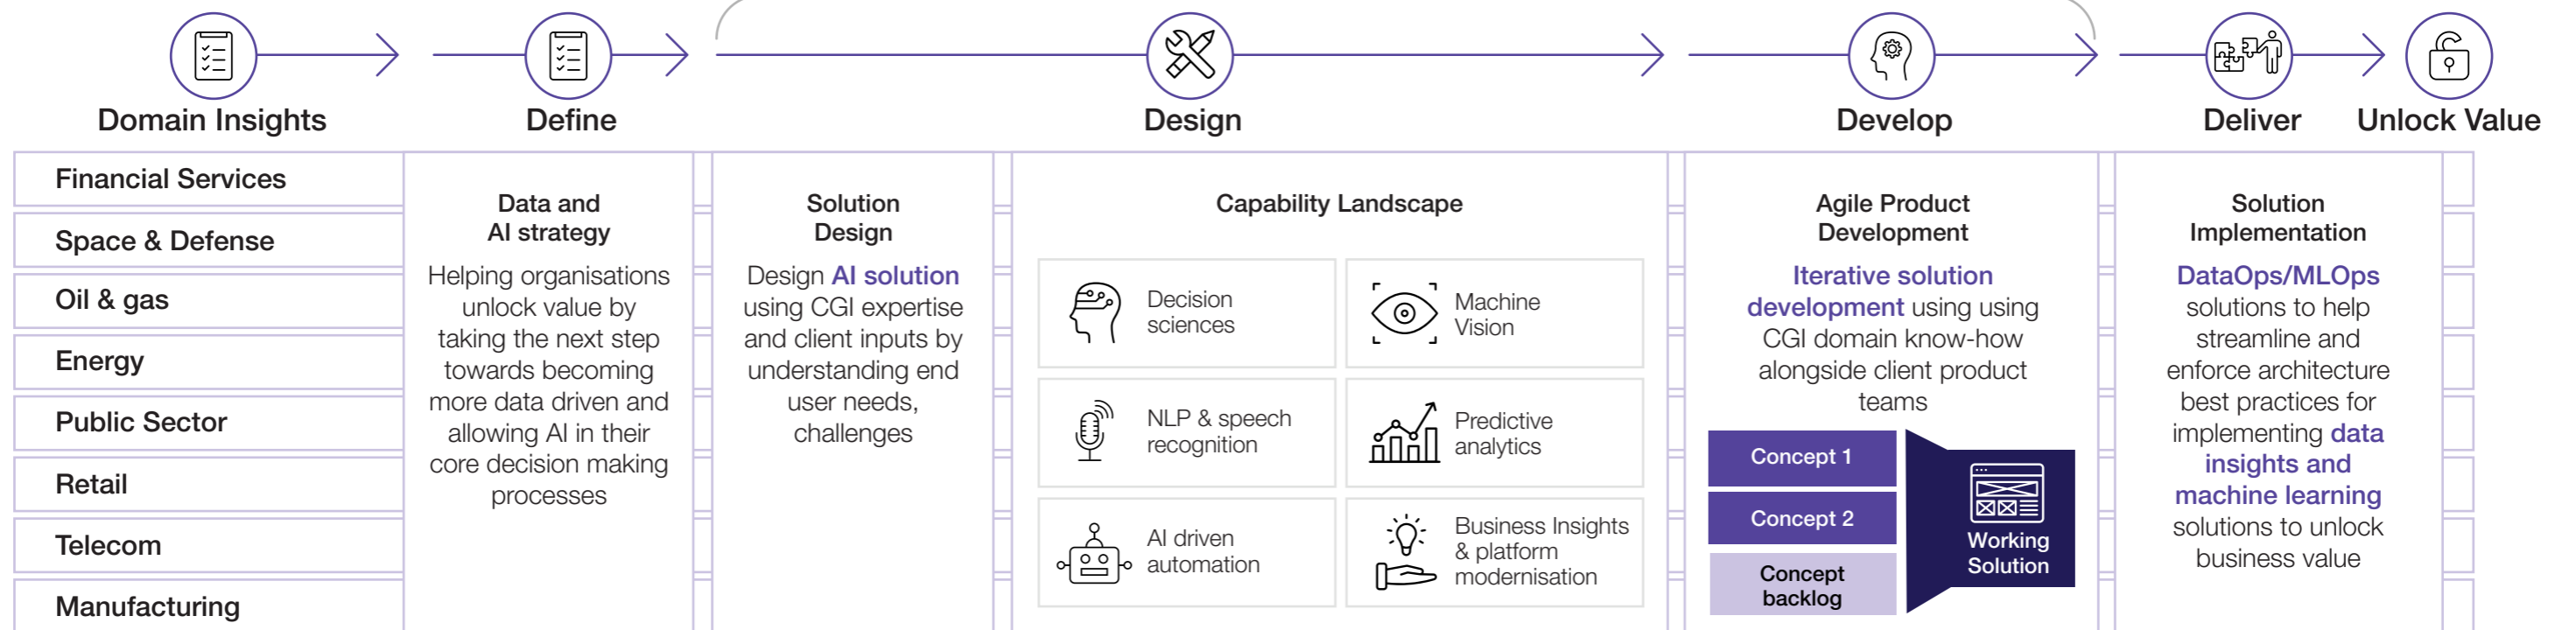 Domain Insights
Define
Design
Develop
Deliver
Unlock Value
Financial Services
Space & Defense
Oil & gas
Energy
Public Sector
Retail
Telecom
Manufacturing
Data and
AI strategy
Helping organisations
unlock value by
taking the next step
towards becoming
more data driven and
allowing AI in their
core decision making
processes
Solution
Design
Design AI solution
using CGI expertise
and client inputs by
understanding end
user needs,
challenges
Capability Landscape
Decision
sciences
Machine
Vision
NLP & speech
recognition
Predictive
analytics
AI driven
automation
Business Insights
& platform
modernisation
Agile Product
Development
Iterative solution
development using using
CGI domain know-how
alongside client product
teams
Concept 1
Concept 2
Concept
backlog
Working
Solution
Solution
Implementation
DataOps/MLOps
solutions to help
streamline and
enforce architecture
best practices for
implementing data
insights and
machine learning
solutions to unlock
business value